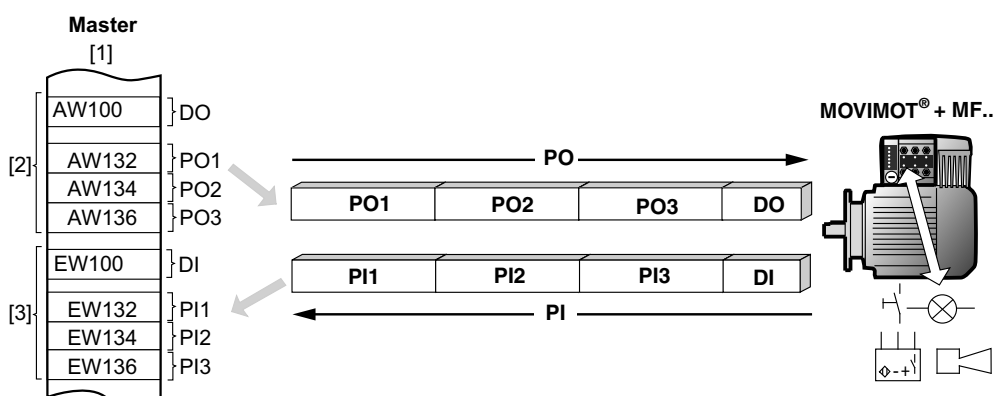 Master
[1]
AW100 DO
[2]
AW132 PO1
AW134 PO2
AW136 PO3
EW100 DI
[3]
EW132 PI1
EW134 PI2
EW136 PI3
PO
PO1 PO2 PO3 DO
PI1 PI2 PI3 DI
PI
MOVIMOT® + MF..
- +